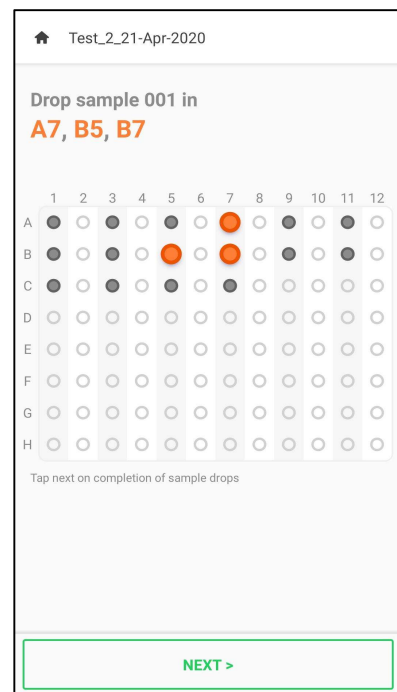 Test_2_21-Apr-2020
Drop sample 001 in
A7, B5, B7
1 2 3 4 5 6 7 8 9 10 11 12
A
B
C
D
E
F
G
H
Tap next on completion of sample drops
NEXT >